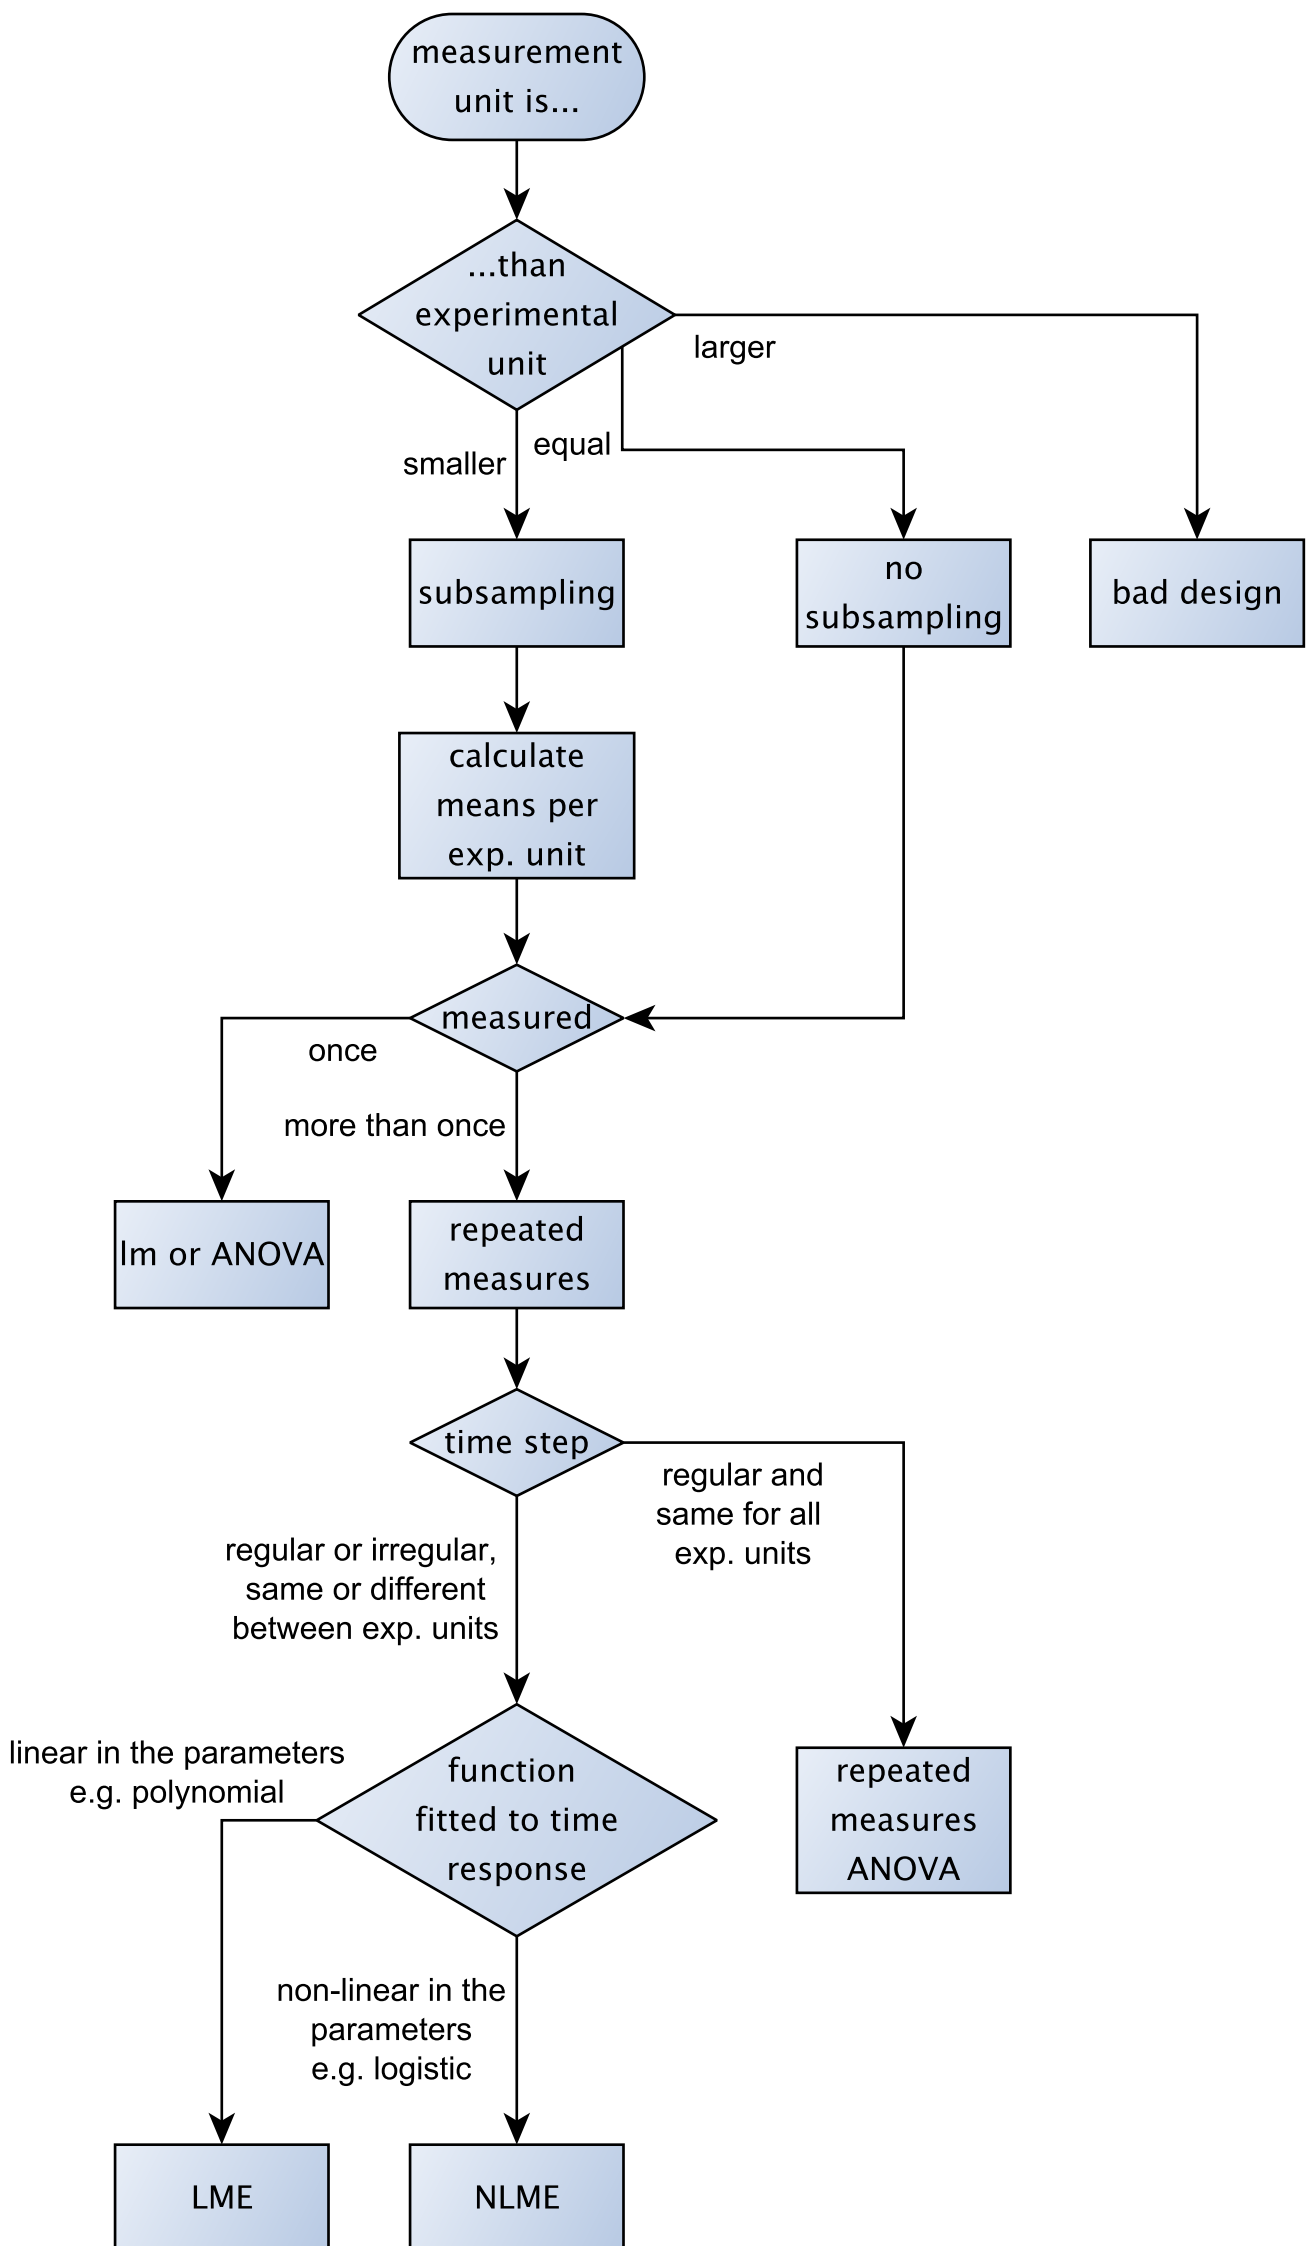 measurement
unit is...
...than
experimental
unit
larger
equal
smaller
subsampling
no
subsampling
bad design
calculate
means per
exp. unit
measured
once
more than once
lm or ANOVA
repeated
measures
time step
regular and
same for all
exp. units
regular or irregular,
same or different
between exp. units
linear in the parameters
e.g. polynomial
function
fitted to time
response
repeated
measures
ANOVA
non-linear in the
parameters
e.g. logistic
LME
NLME